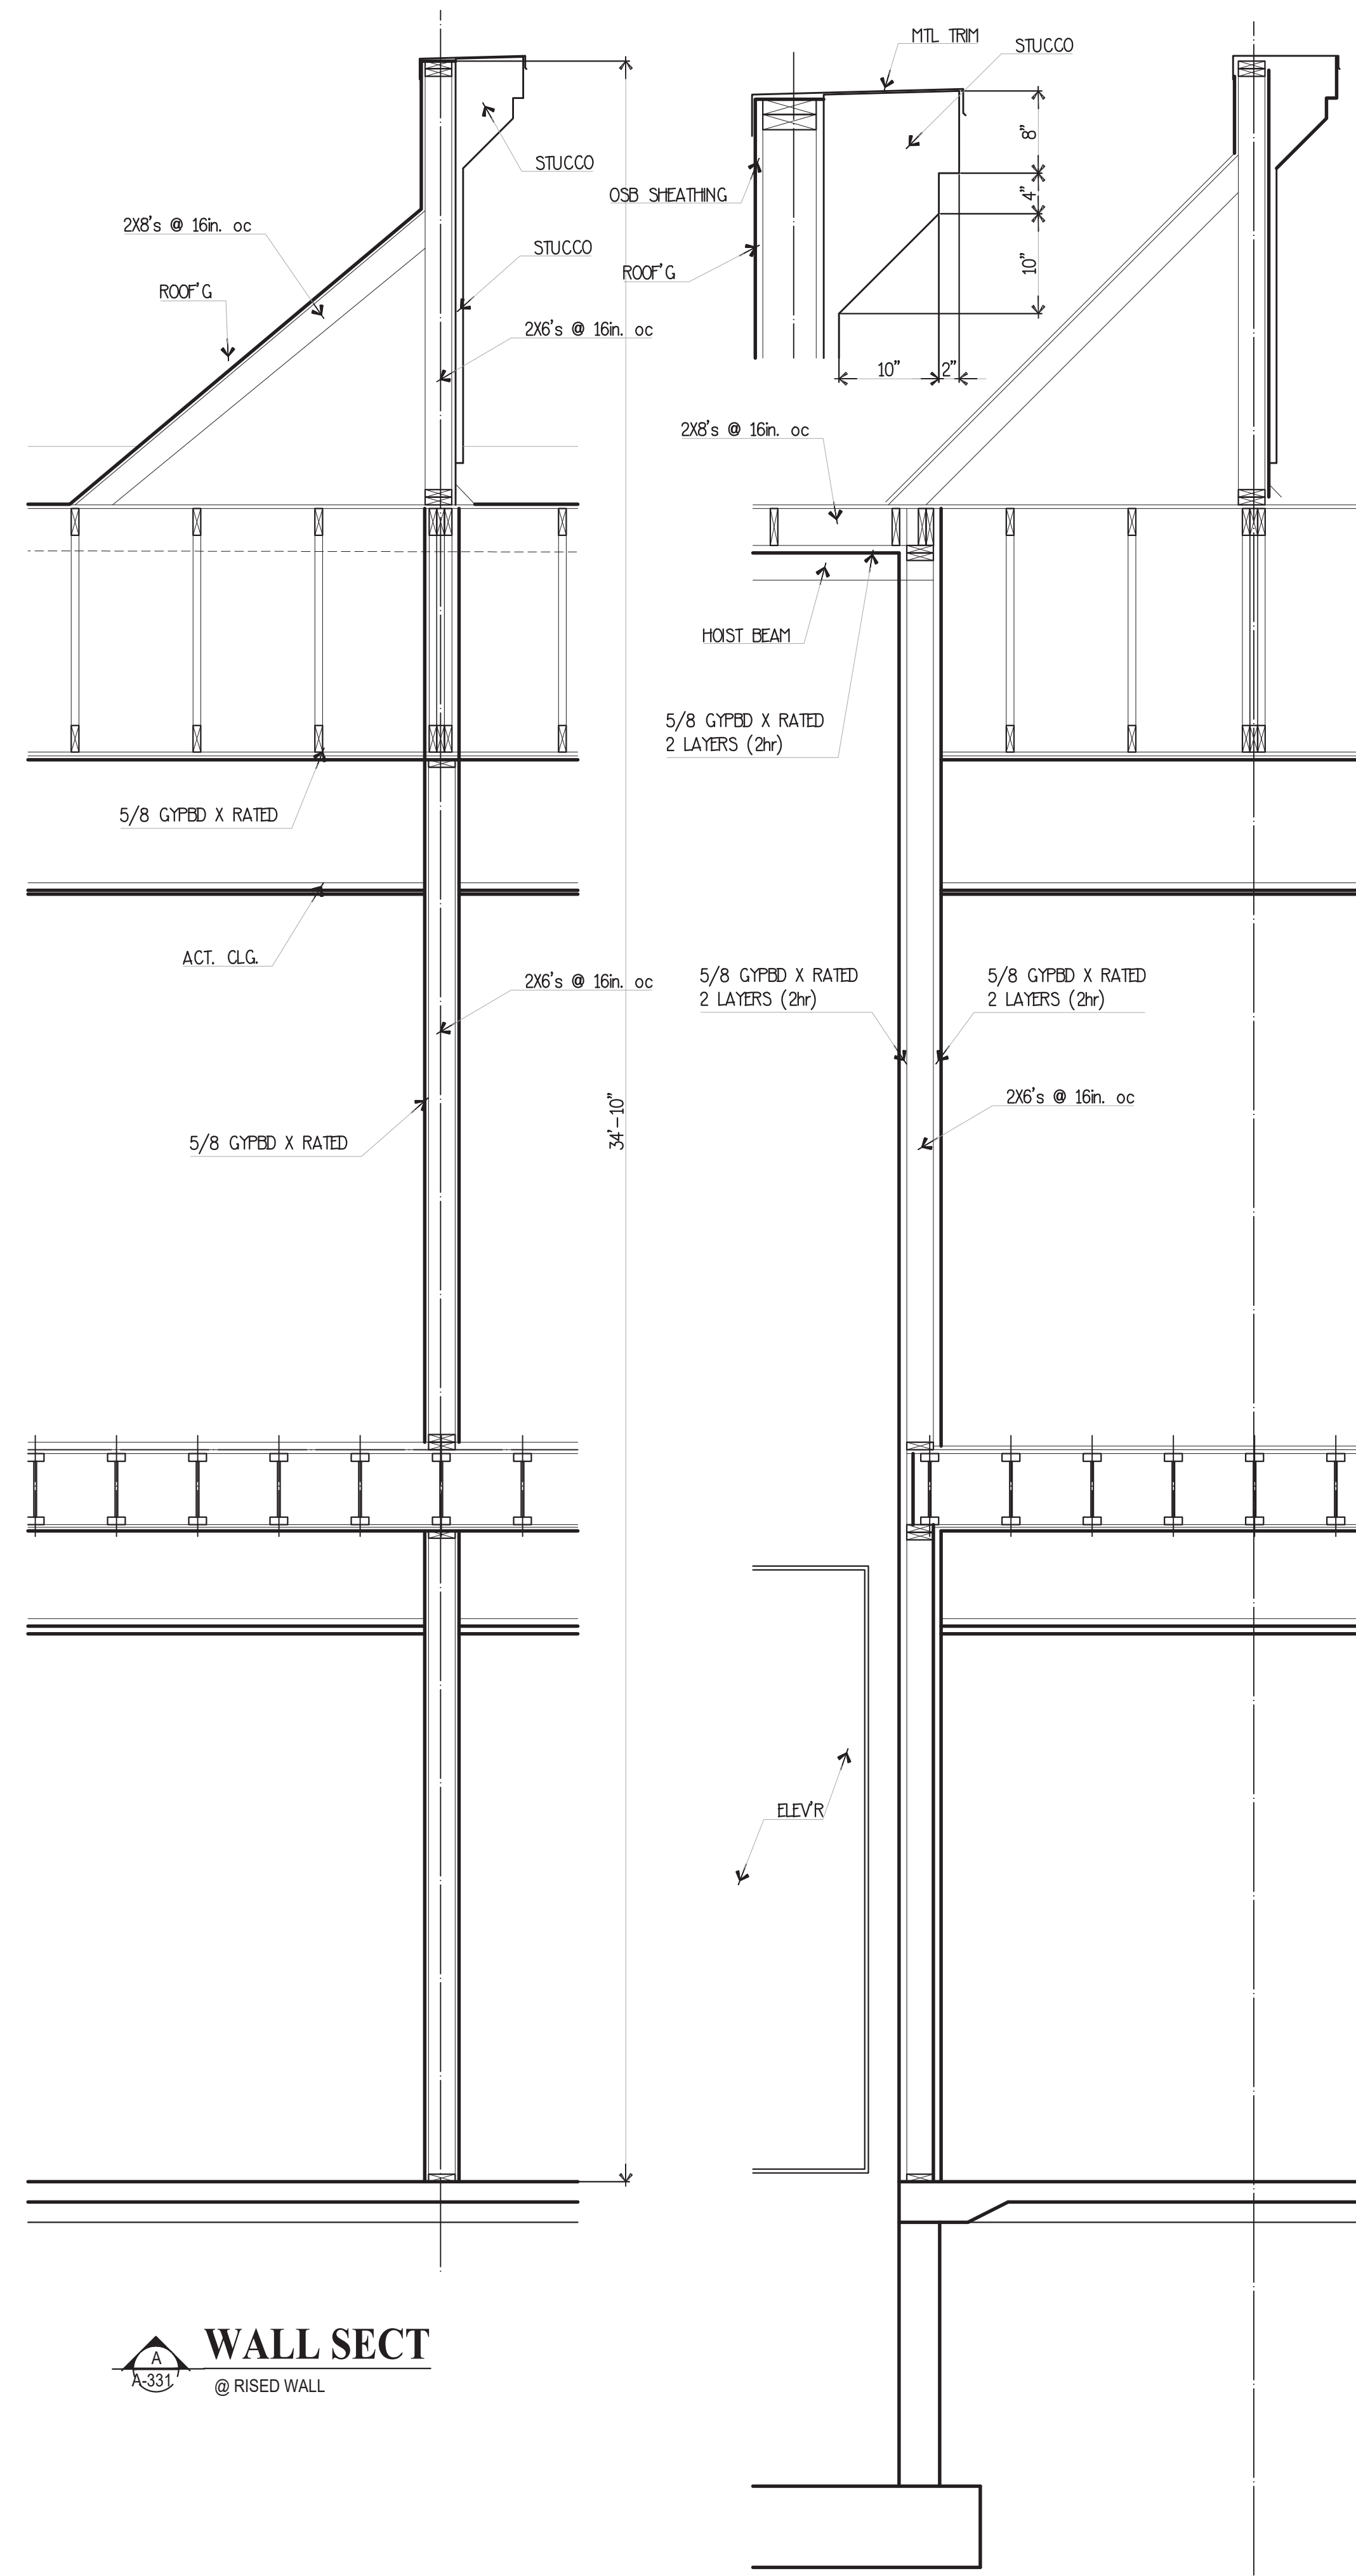 MTL TRIM
STUCCO
STUCCO
8"
4"
10"
OSB SHEATHING
ROOF'G
10"
2"
2X8's @ 16in. oc
STUCCO
ROOF'G
2X6's @ 16in. oc
2X8's @ 16in. oc
HOIST BEAM
5/8 GYPBD X RATED
2 LAYERS (2hr)
5/8 GYPBD X RATED
ACT. CLG.
2X6's @ 16in. oc
5/8 GYPBD X RATED
2 LAYERS (2hr)
5/8 GYPBD X RATED
2 LAYERS (2hr)
2X6's @ 16in. oc
34'-10"
5/8 GYPBD X RATED
ELEV'R
A
A-331
WALL SECT
@ RISED WALL